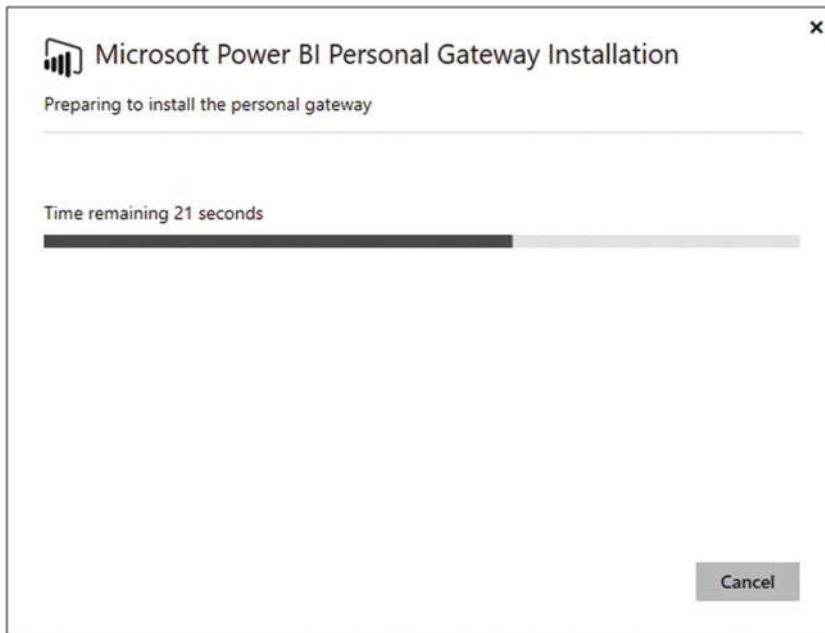 Microsoft Power BI Personal Gateway Installation
Preparing to install the personal gateway
Time remaining 21 seconds
Cancel